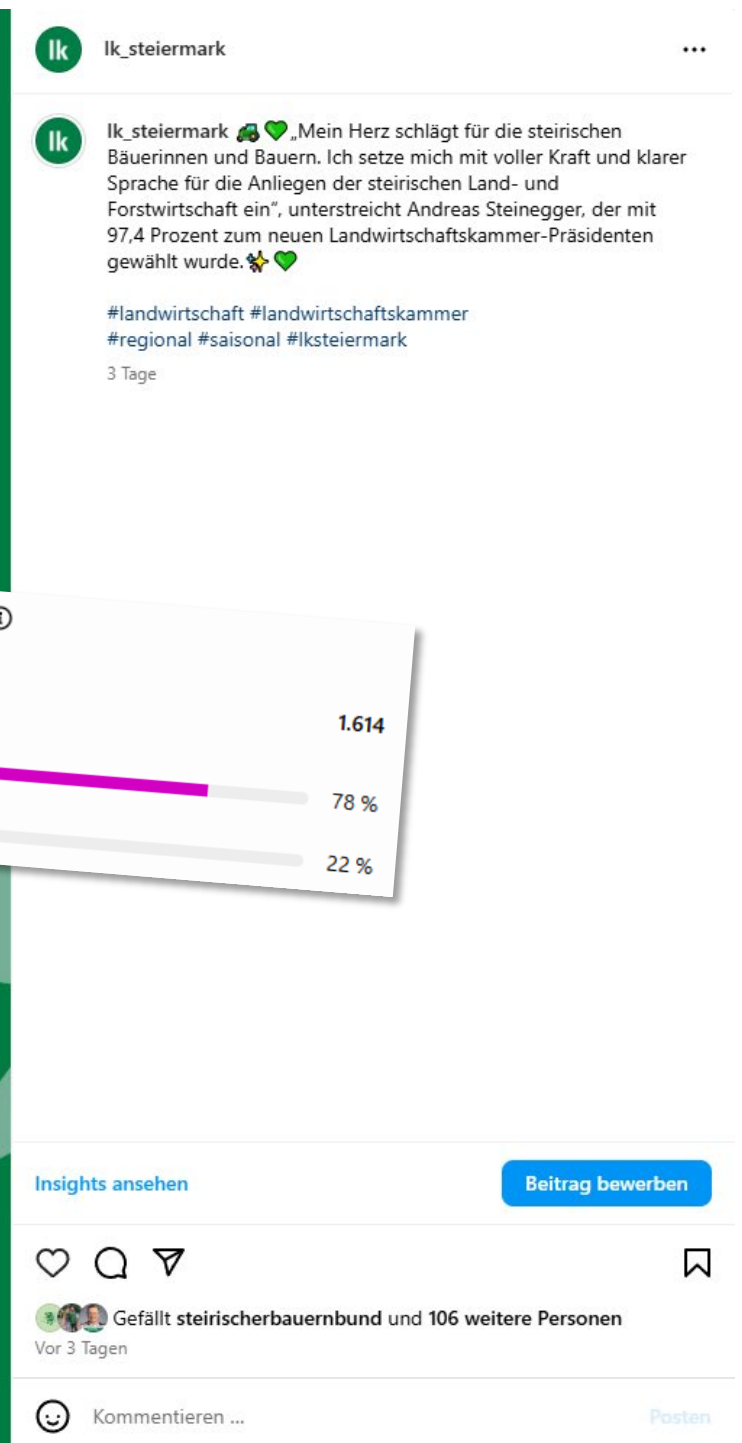 lk lk_steiermark
lk lk_steiermark 🚜💚„Mein Herz schlägt für die steirischen
Bäuerinnen und Bauern. Ich setze mich mit voller Kraft und klarer
Sprache für die Anliegen der steirischen Land- und
Forstwirtschaft ein“, unterstreicht Andreas Steinegger, der mit
97,4 Prozent zum neuen Landwirtschaftskammer-Präsidenten
gewählt wurde.✨💚
#landwirtschaft #landwirtschaftskammer
#regional #saisonal #lksteiermark
3 Tage
1.614
78 %
22 %
Insights ansehen Beitrag bewerben
Gefällt steirischerbauernbund und 106 weitere Personen
Vor 3 Tagen
Kommentieren ... Posten